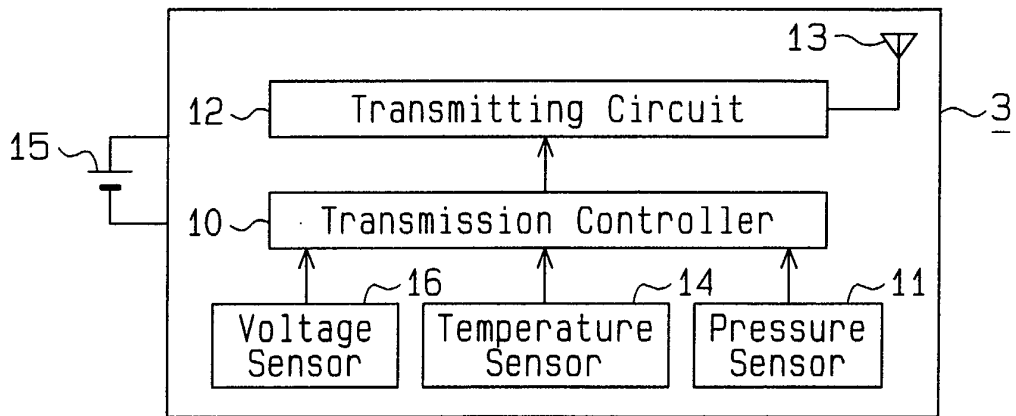 13
12 Transmitting Circuit
3
15
10 Transmission Controller
16 14 11
Voltage Sensor
Temperature Sensor
Pressure Sensor